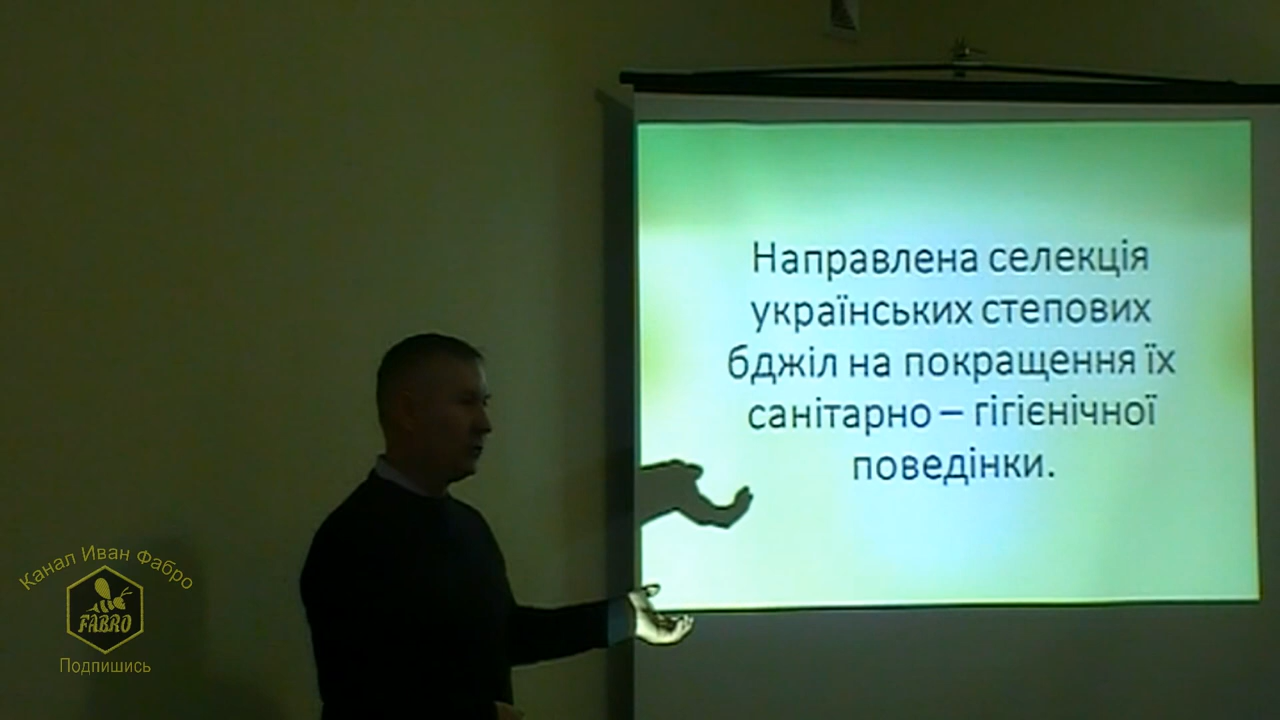 Направлена селекція
українських степових
бджіл на покращення їх
санітарно – гігієнічної
поведінки.
Канал Иван Фабро
FABRO
Подпишись